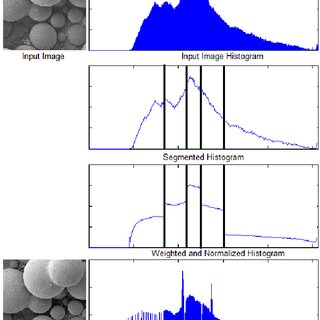 Input Image
Input Image Histogram
Segmented Histogram
Weighted and Normalized Histogram